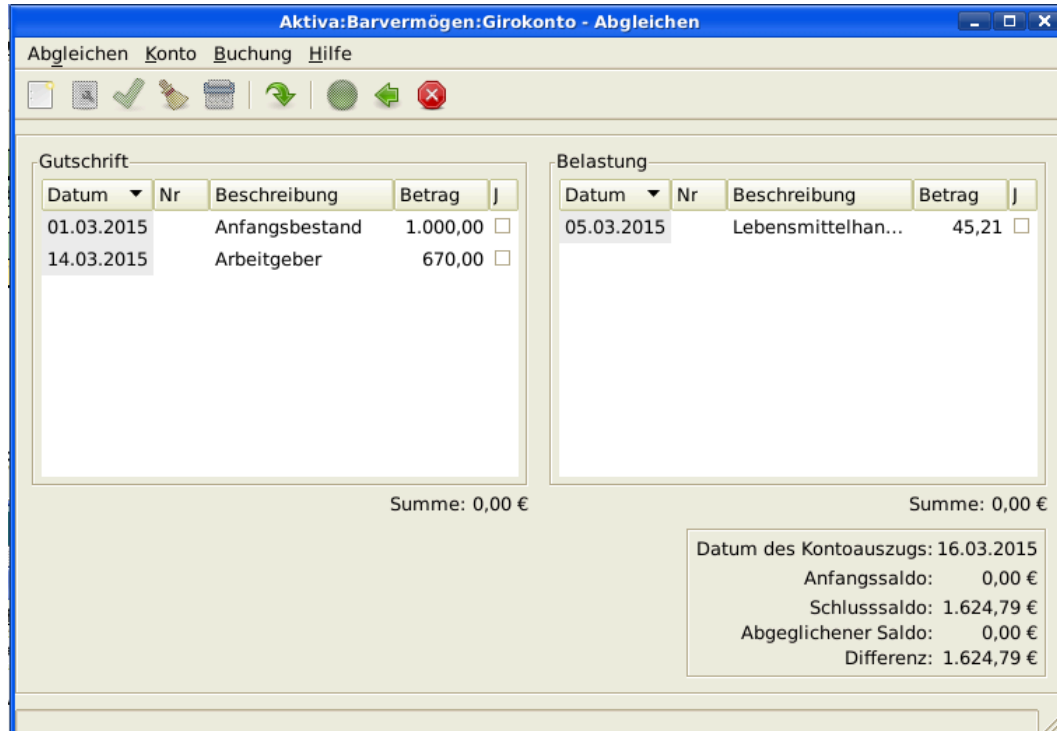 Aktiva:Barvermögen:Girokonto - Abgleichen
Abgleichen Konto Buchung Hilfe
Gutschrift
Datum Nr Beschreibung Betrag J
01.03.2015 Anfangsbestand 1.000,00
14.03.2015 Arbeitgeber 670,00
Summe: 0,00 €
Belastung
Datum Nr Beschreibung Betrag J
05.03.2015 Lebensmittelhan... 45,21
Summe: 0,00 €
Datum des Kontoauszugs: 16.03.2015
Anfangssaldo: 0,00 €
Schlusssaldo: 1.624,79 €
Abgeglichener Saldo: 0,00 €
Differenz: 1.624,79 €